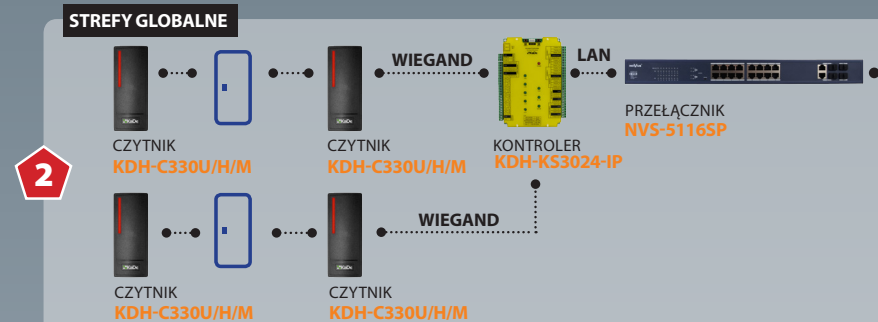 STREFY GLOBALNE
WIEGAND
LAN
CZYTNIK
KDH-C330U/H/M
CZYTNIK
KDH-C330U/H/M
KONTROLER
KDH-KS3024-IP
PRZEŁĄCZNIK
NVS-5116SP
2
WIEGAND
CZYTNIK
KDH-C330U/H/M
CZYTNIK
KDH-C330U/H/M